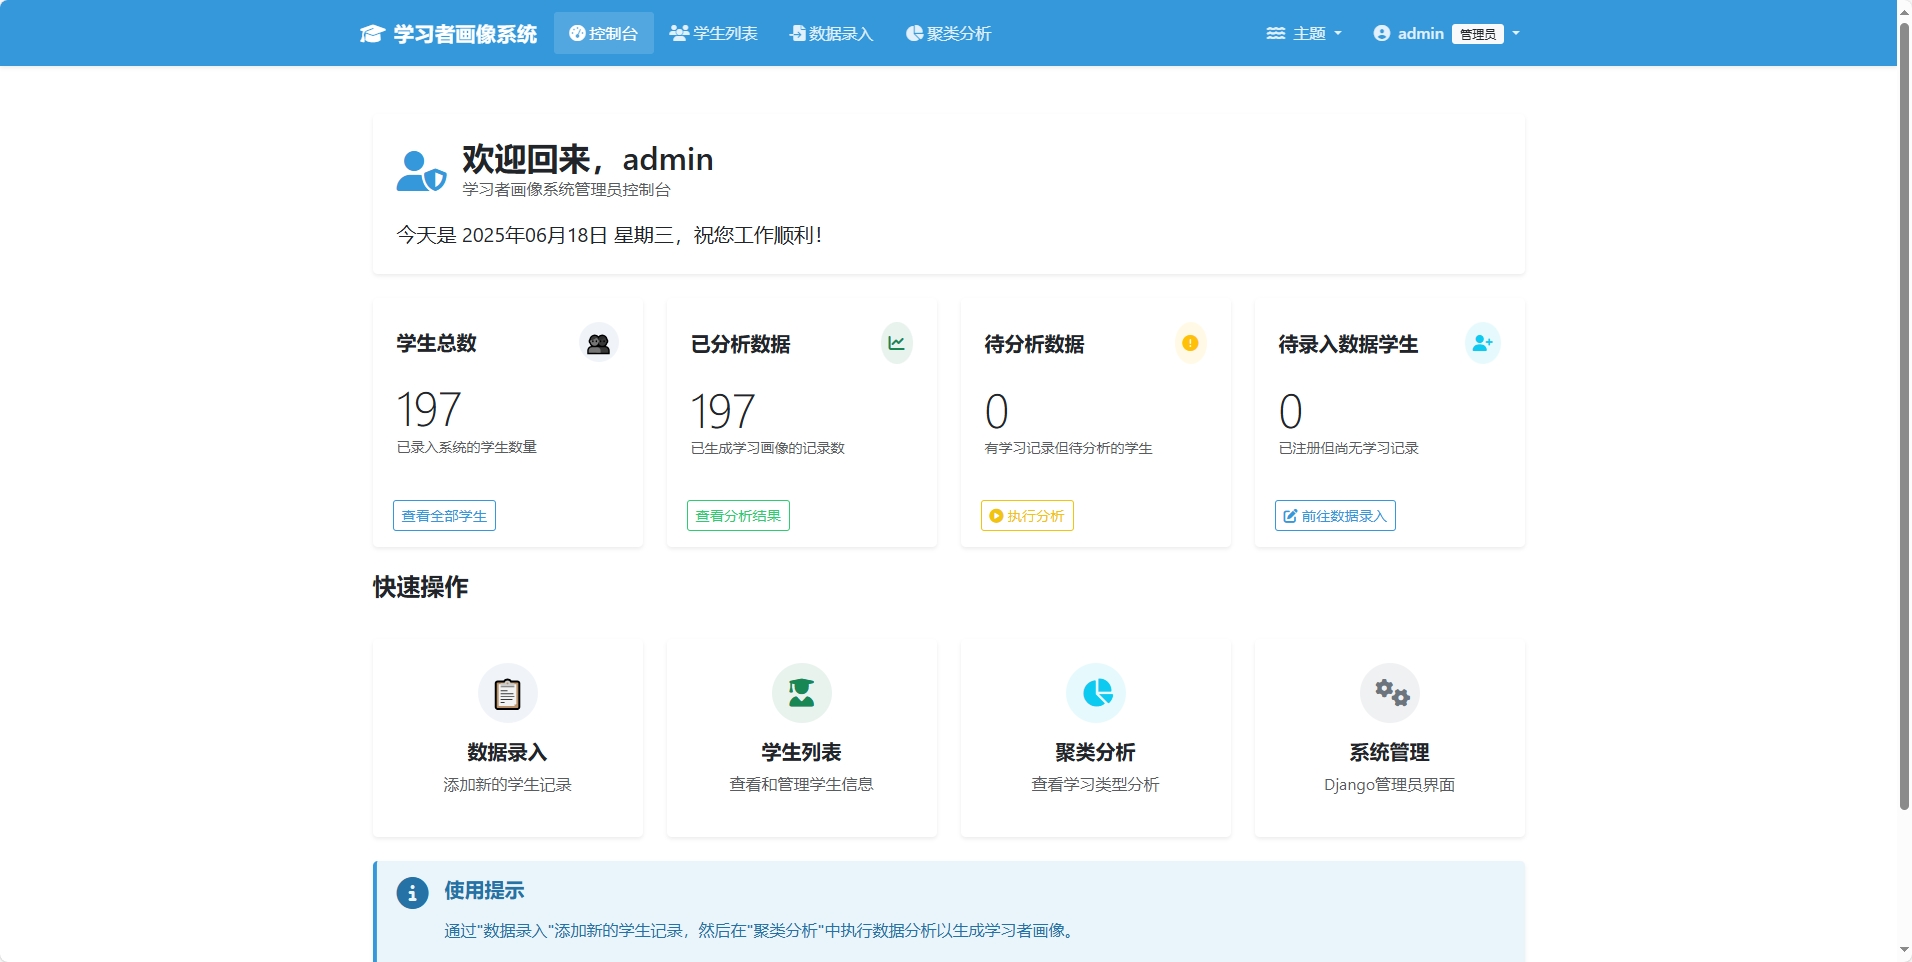 学习者画像系统 控制台 学生列表 数据录入 聚类分析 主题 admin 管理员
欢迎回来，admin
学习者画像系统管理员控制台
今天是 2025年06月18日 星期三，祝您工作顺利！
学生总数
197
已录入系统的学生数量
查看全部学生
已分析数据
197
已生成学习画像的记录数
查看分析结果
待分析数据
0
有学习记录但待分析的学生
执行分析
待录入数据学生
0
已注册但尚无学习记录
前往数据录入
快速操作
数据录入
添加新的学生记录
学生列表
查看和管理学生信息
聚类分析
查看学习类型分析
系统管理
Django管理员界面
使用提示
通过"数据录入"添加新的学生记录，然后在"聚类分析"中执行数据分析以生成学习者画像。